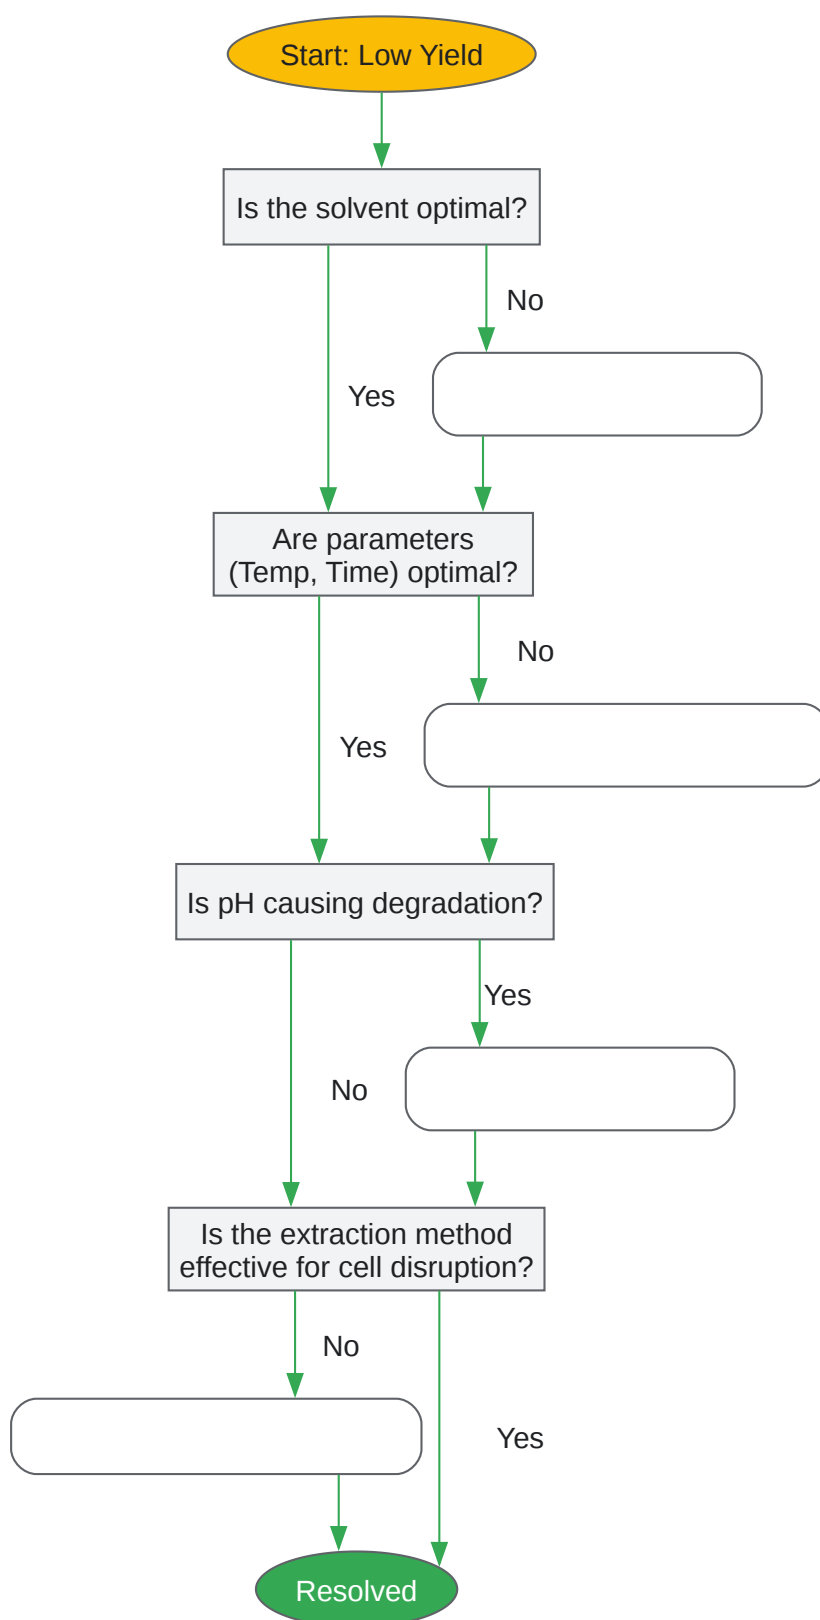 Start: Low Yield
Is the solvent optimal?
No
Yes
Are parameters
(Temp, Time) optimal?
No
Yes
Is pH causing degradation?
Yes
No
Is the extraction method
effective for cell disruption?
No
Yes
Resolved